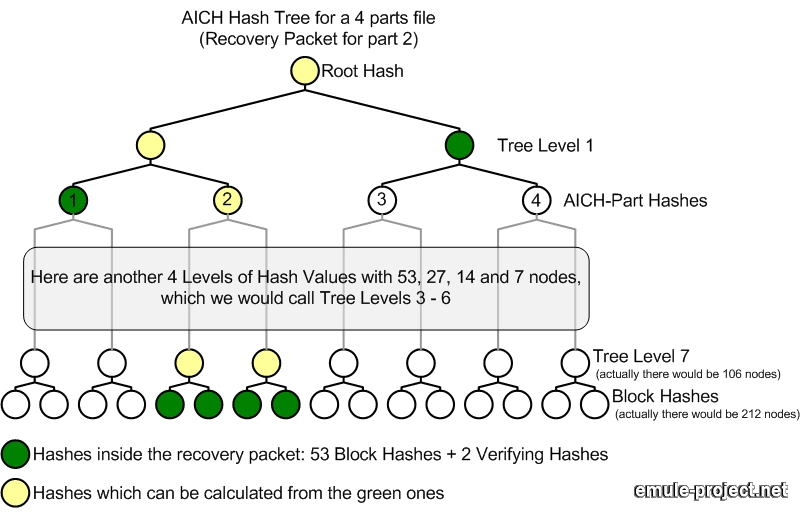 AICH Hash Tree for a 4 parts file
(Recovery Packet for part 2)
Root Hash
Tree Level 1
1
2
3
4
AICH-Part Hashes
Here are another 4 Levels of Hash Values with 53, 27, 14 and 7 nodes,
which we would call Tree Levels 3 - 6
Tree Level 7
(actually there would be 106 nodes)
Block Hashes
(actually there would be 212 nodes)
Hashes inside the recovery packet: 53 Block Hashes + 2 Verifying Hashes
Hashes which can be calculated from the green ones
emule-project.net